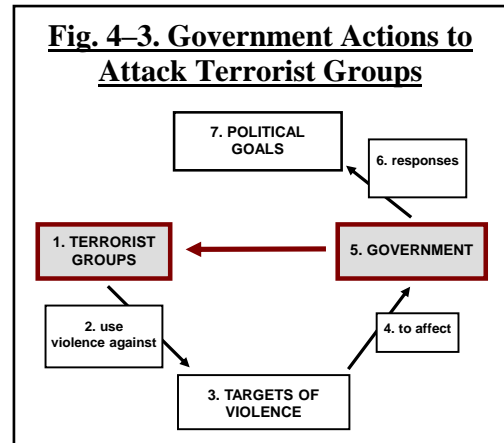 Fig. 4–3. Government Actions to
Attack Terrorist Groups
7. POLITICAL
GOALS
6. responses
1. TERRORIST
GROUPS
5. GOVERNMENT
2. use
violence against
4. to affect
3. TARGETS OF
VIOLENCE